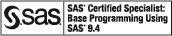 sas
SAS® Certified Specialist:
Base Programming Using
SAS® 9.4